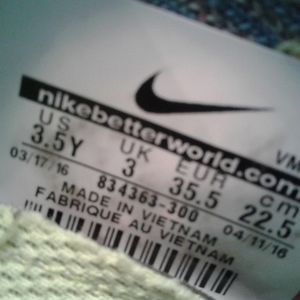 nikebetterworld.com
VM
US UK EUR cm
3.5Y 3 35.5 22.5
03/17/16 04/11/16
834363-300
MADE IN VIETNAM
FABRIQUE AU VIETNAM